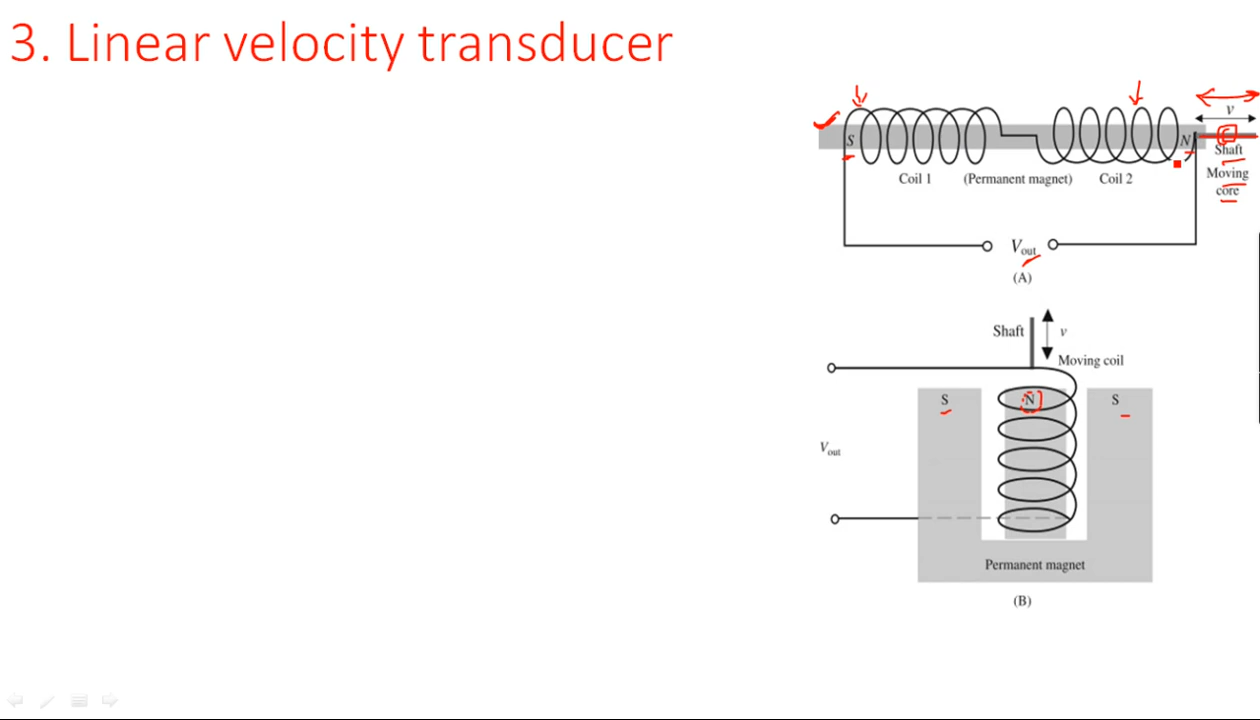 3. Linear velocity transducer
v
S
N
Shaft
Coil 1
(Permanent magnet)
Coil 2
Moving
core
Vout
(A)
Shaft
v
Moving coil
S
N
S
Vout
Permanent magnet
(B)